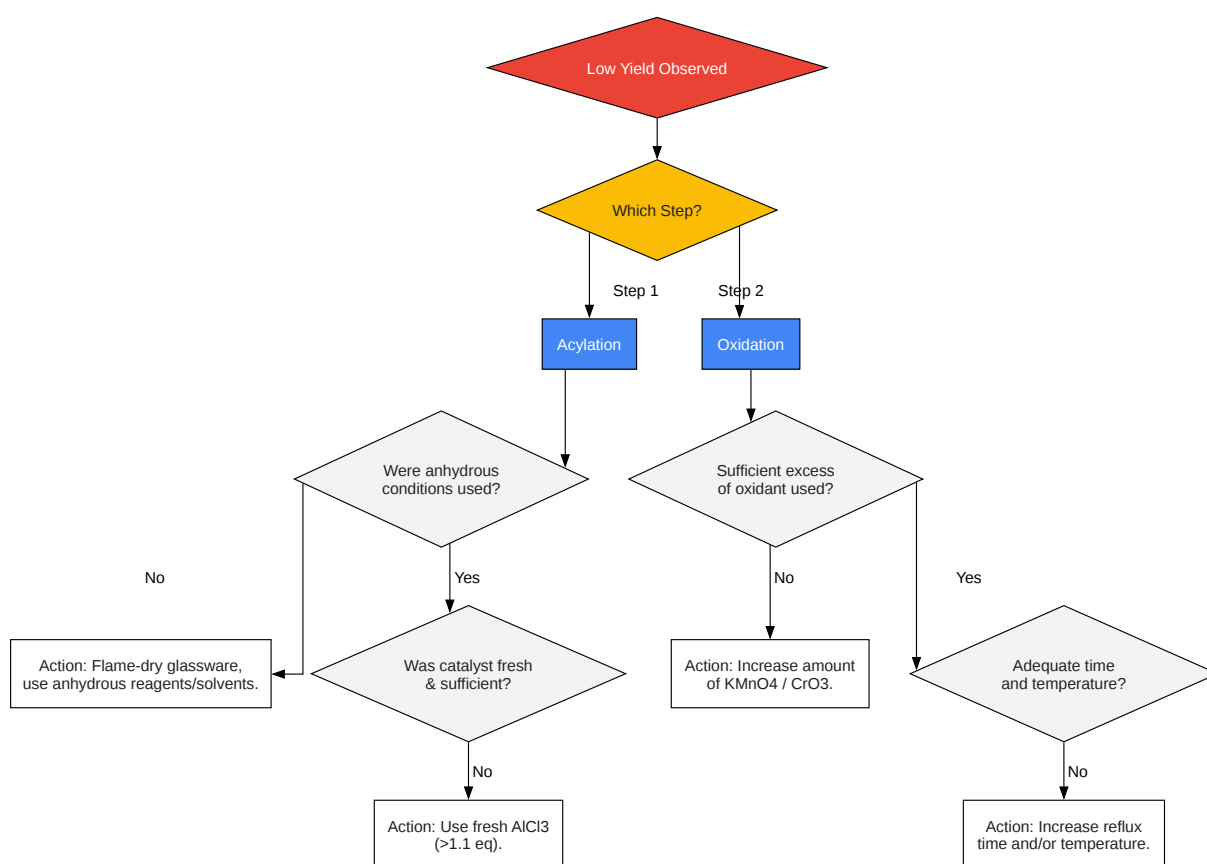 Low Yield Observed
Which Step?
Step 1
Step 2
Acylation
Oxidation
Were anhydrous
conditions used?
Sufficient excess
of oxidant used?
No
Yes
No
Yes
Action: Flame-dry glassware,
use anhydrous reagents/solvents.
Was catalyst fresh
& sufficient?
Action: Increase amount
of KMnO4 / CrO3.
Adequate time
and temperature?
No
No
Action: Use fresh AlCl3
(>1.1 eq).
Action: Increase reflux
time and/or temperature.